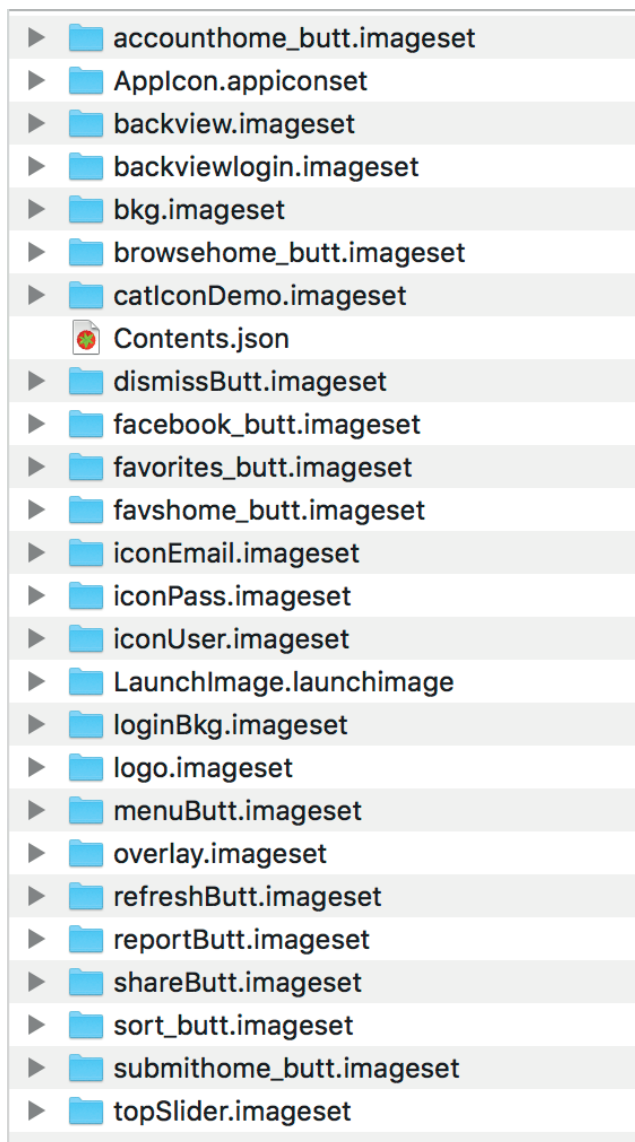 accounthome_butt.imageset
AppIcon.appiconset
backview.imageset
backviewlogin.imageset
bkg.imageset
browsehome_butt.imageset
catIconDemo.imageset
Contents.json
dismissButt.imageset
facebook_butt.imageset
favorites_butt.imageset
favshome_butt.imageset
iconEmail.imageset
iconPass.imageset
iconUser.imageset
LaunchImage.launchimage
loginBkg.imageset
logo.imageset
menuButt.imageset
overlay.imageset
refreshButt.imageset
reportButt.imageset
shareButt.imageset
sort_butt.imageset
submithome_butt.imageset
topSlider.imageset